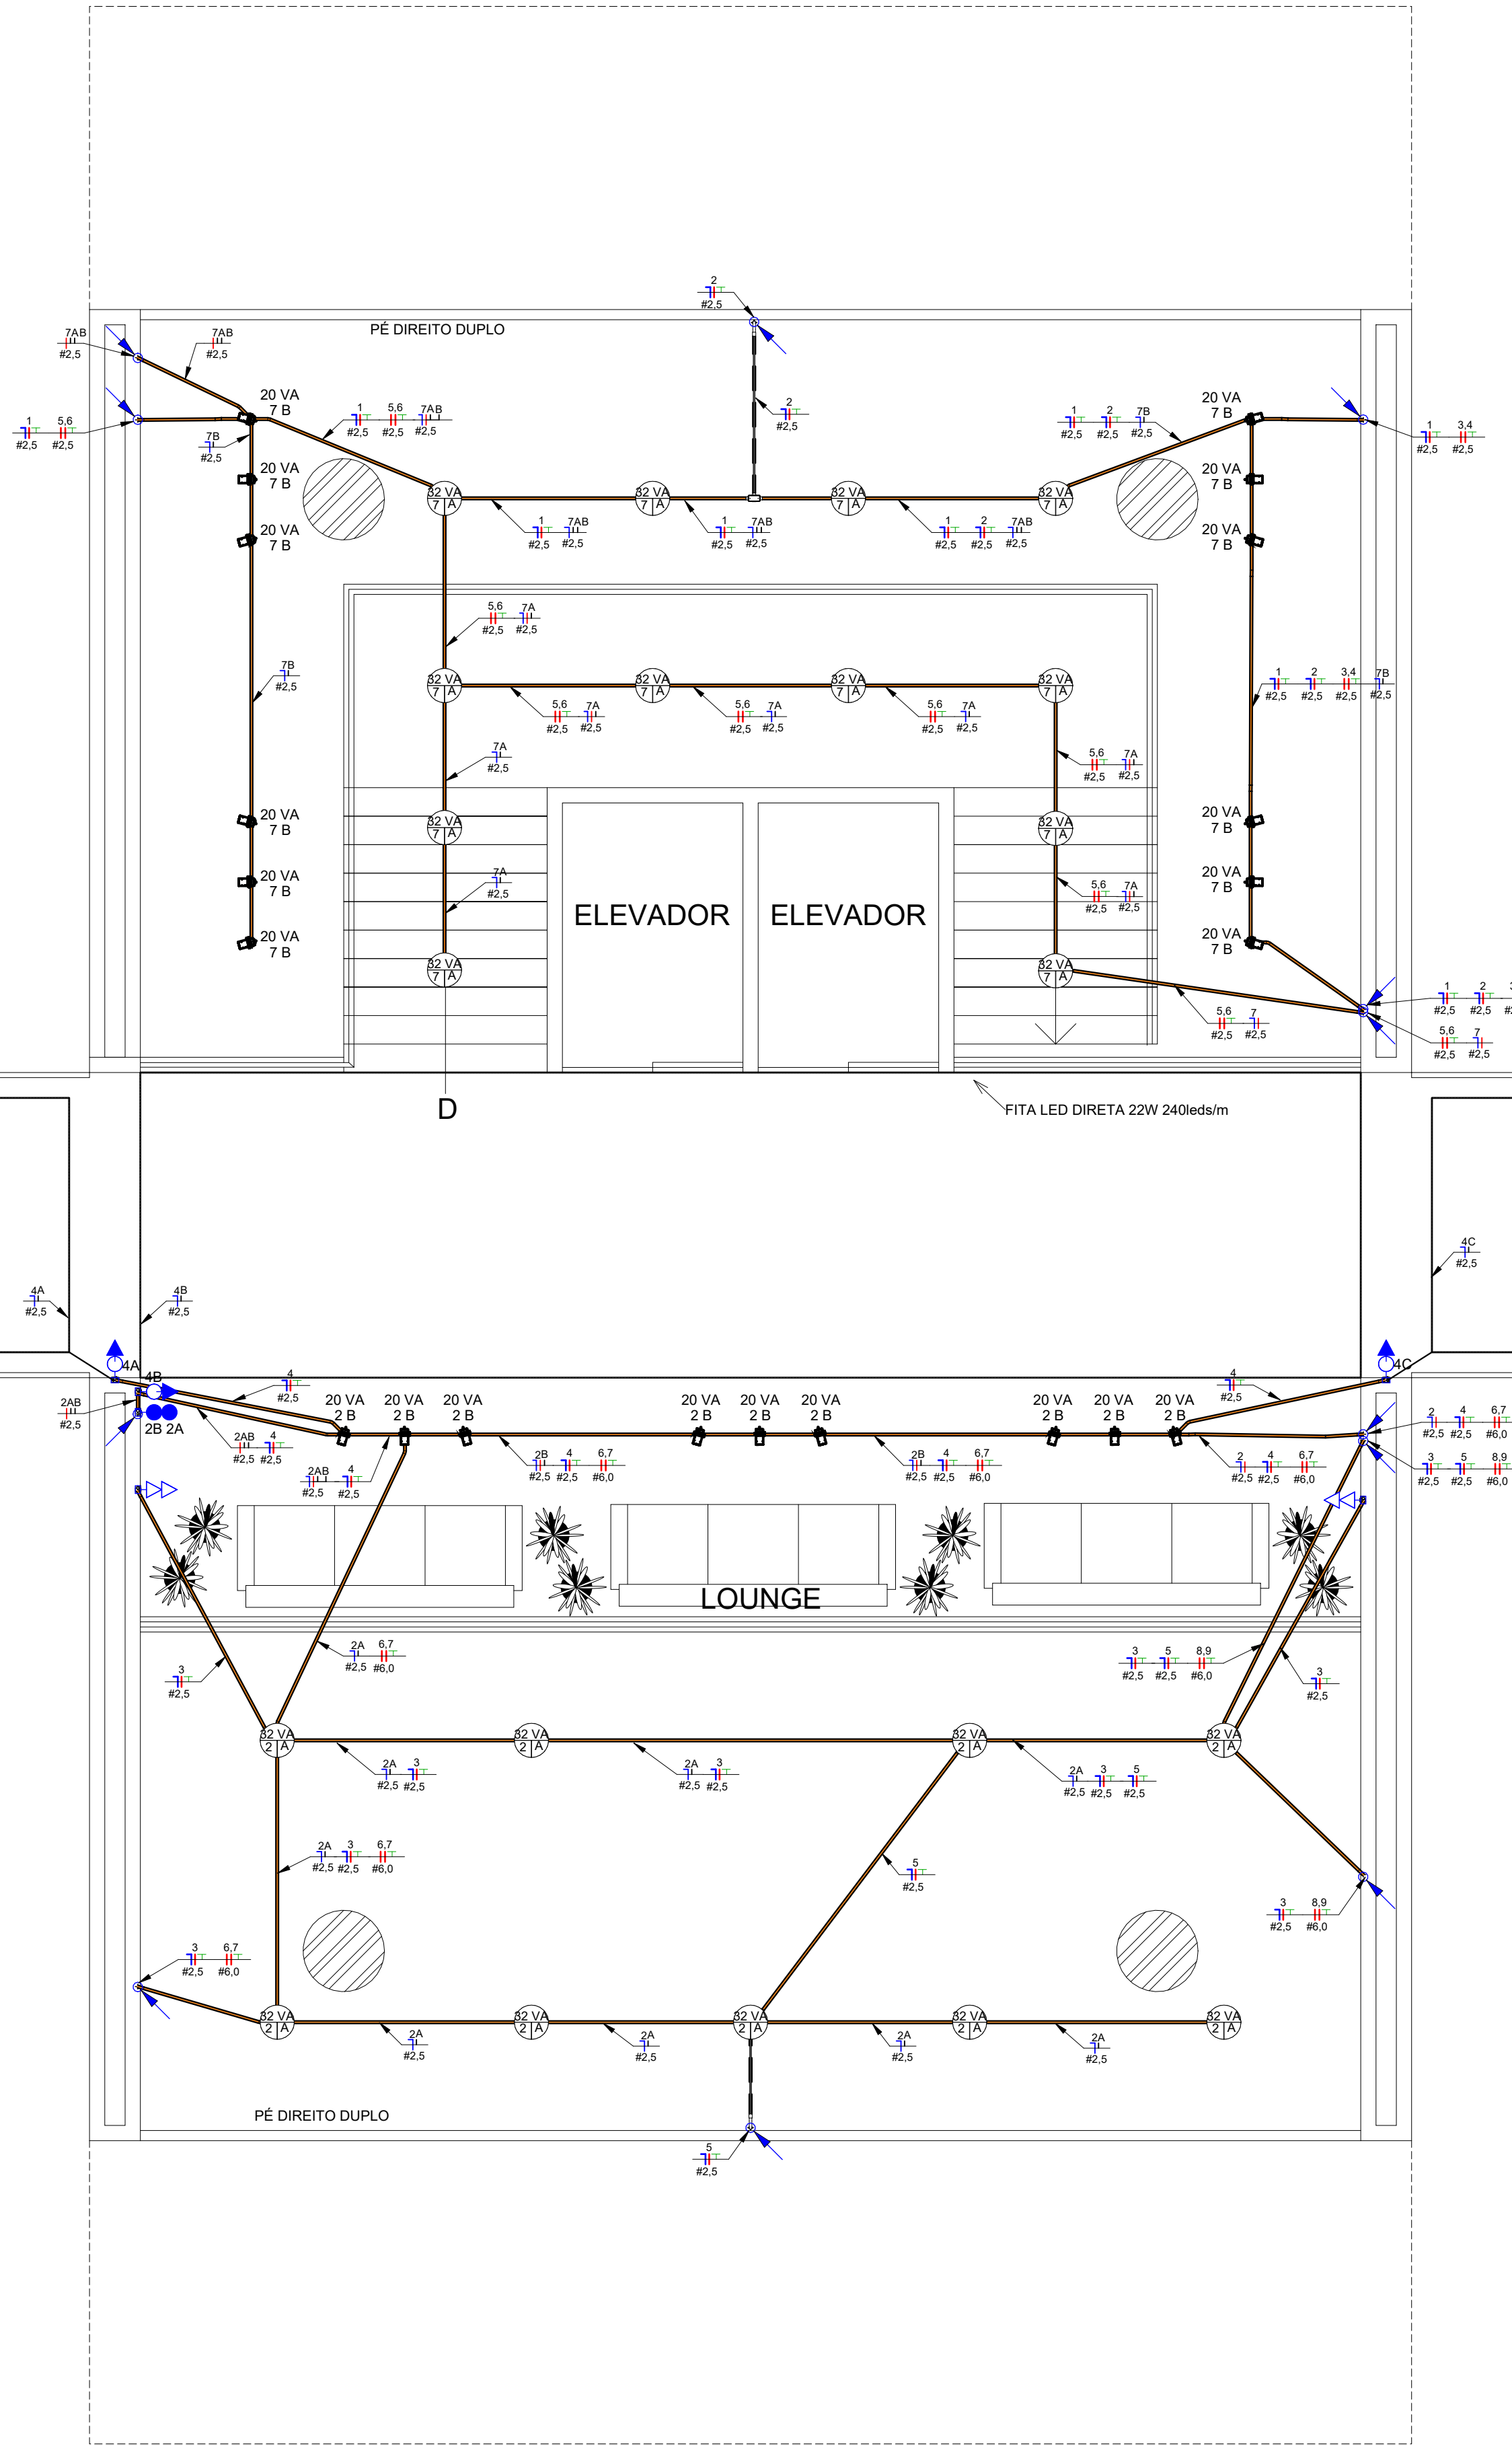 2
#2,5
PÉ DIREITO DUPLO
7AB
#2,5
7AB
#2,5
1 5,6
#2,5 #2,5
20 VA
7 B
7B
#2,5
1 5,6 7AB
#2,5 #2,5 #2,5
2
#2,5
1 2 7B
#2,5 #2,5 #2,5
20 VA
7 B
1 3,4
#2,5 #2,5
20 VA
7 B
20 VA
7 B
20 VA
7 B
20 VA
7 B
32 VA
7 A
32 VA
7 A
32 VA
7 A
32 VA
7 A
1 7AB
#2,5 #2,5
1 7AB
#2,5 #2,5
1 2 7AB
#2,5 #2,5 #2,5
5,6 7A
#2,5 #2,5
7B
#2,5
32 VA
7 A
32 VA
7 A
32 VA
7 A
32 VA
7 A
1 2 3,4 7B
#2,5 #2,5 #2,5 #2,5
5,6 7A
#2,5 #2,5
5,6 7A
#2,5 #2,5
5,6 7A
#2,5 #2,5
7A
#2,5
5,6 7A
#2,5 #2,5
20 VA
7 B
32 VA
7 A
32 VA
7 A
20 VA
7 B
20 VA
7 B
7A
#2,5
5,6 7A
#2,5 #2,5
20 VA
7 B
ELEVADOR
ELEVADOR
20 VA
7 B
20 VA
7 B
32 VA
7 A
32 VA
7 A
5,6 7
#2,5 #2,5
1 2
#2,5 #2,5
5,6 7
#2,5 #2,5
D
FITA LED DIRETA 22W 240leds/m
4A
#2,5
4B
#2,5
4C
#2,5
4A
4B
4C
2AB
#2,5
2B 2A
4
#2,5
4
#2,5
20 VA
2 B
20 VA
2 B
20 VA
2 B
20 VA
2 B
20 VA
2 B
20 VA
2 B
20 VA
2 B
20 VA
2 B
20 VA
2 B
2 4 6,7
#2,5 #2,5 #6,0
2AB 4
#2,5 #2,5
2AB 4
#2,5 #2,5
2B 4 6,7
#2,5 #2,5 #6,0
2B 4 6,7
#2,5 #2,5 #6,0
2 4 6,7
#2,5 #2,5 #6,0
3 5 8,9
#2,5 #2,5 #6,0
LOUNGE
3
#2,5
2A 6,7
#2,5 #6,0
3 5 8,9
#2,5 #2,5 #6,0
3
#2,5
32 VA
2 A
32 VA
2 A
32 VA
2 A
32 VA
2 A
2A 3
#2,5 #2,5
2A 3
#2,5 #2,5
2A 3 5
#2,5 #2,5 #2,5
2A 3 6,7
#2,5 #2,5 #6,0
5
#2,5
3 8,9
#2,5 #6,0
3 6,7
#2,5 #6,0
32 VA
2 A
32 VA
2 A
32 VA
2 A
32 VA
2 A
32 VA
2 A
2A
#2,5
2A
#2,5
2A
#2,5
2A
#2,5
PÉ DIREITO DUPLO
5
#2,5